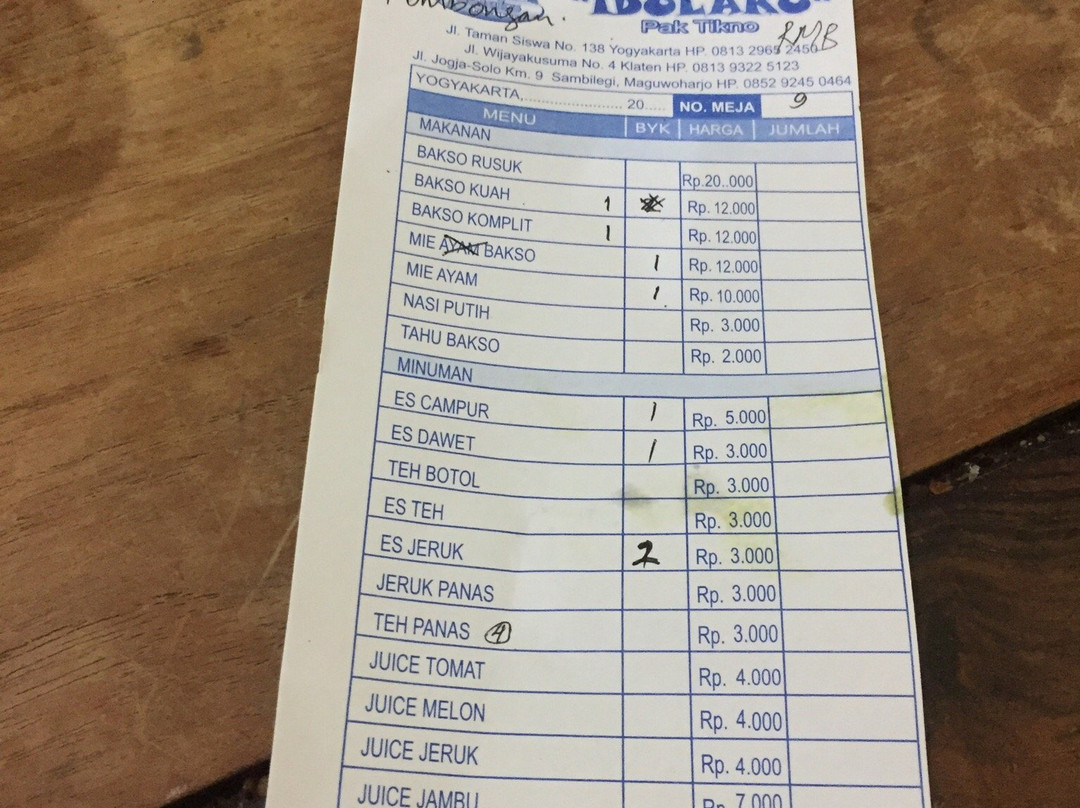 "IDOLAKU"
Pak Tikno
RMB
Jl. Taman Siswa No. 138 Yogyakarta HP. 0813 2965 2450
Jl. Wijayakusuma No. 4 Klaten HP. 0813 9322 5123
Jl. Jogja-Solo Km. 9 Sambilegi, Maguwoharjo HP. 0852 9245 0464
YOGYAKARTA,........................ 20..... NO. MEJA 9
MENU BYK HARGA JUMLAH
MAKANAN
BAKSO RUSUK Rp.20..000
BAKSO KUAH 1 Rp. 12.000
BAKSO KOMPLIT 1 Rp. 12.000
MIE AYAM BAKSO 1 Rp. 12.000
MIE AYAM 1 Rp. 10.000
NASI PUTIH Rp. 3.000
TAHU BAKSO Rp. 2.000
MINUMAN
ES CAMPUR 1 Rp. 5.000
ES DAWET 1 Rp. 3.000
TEH BOTOL Rp. 3.000
ES TEH Rp. 3.000
ES JERUK 2 Rp. 3.000
JERUK PANAS Rp. 3.000
TEH PANAS 4 Rp. 3.000
JUICE TOMAT Rp. 4.000
JUICE MELON Rp. 4.000
JUICE JERUK Rp. 4.000
JUICE JAMBU Rp. 7.000